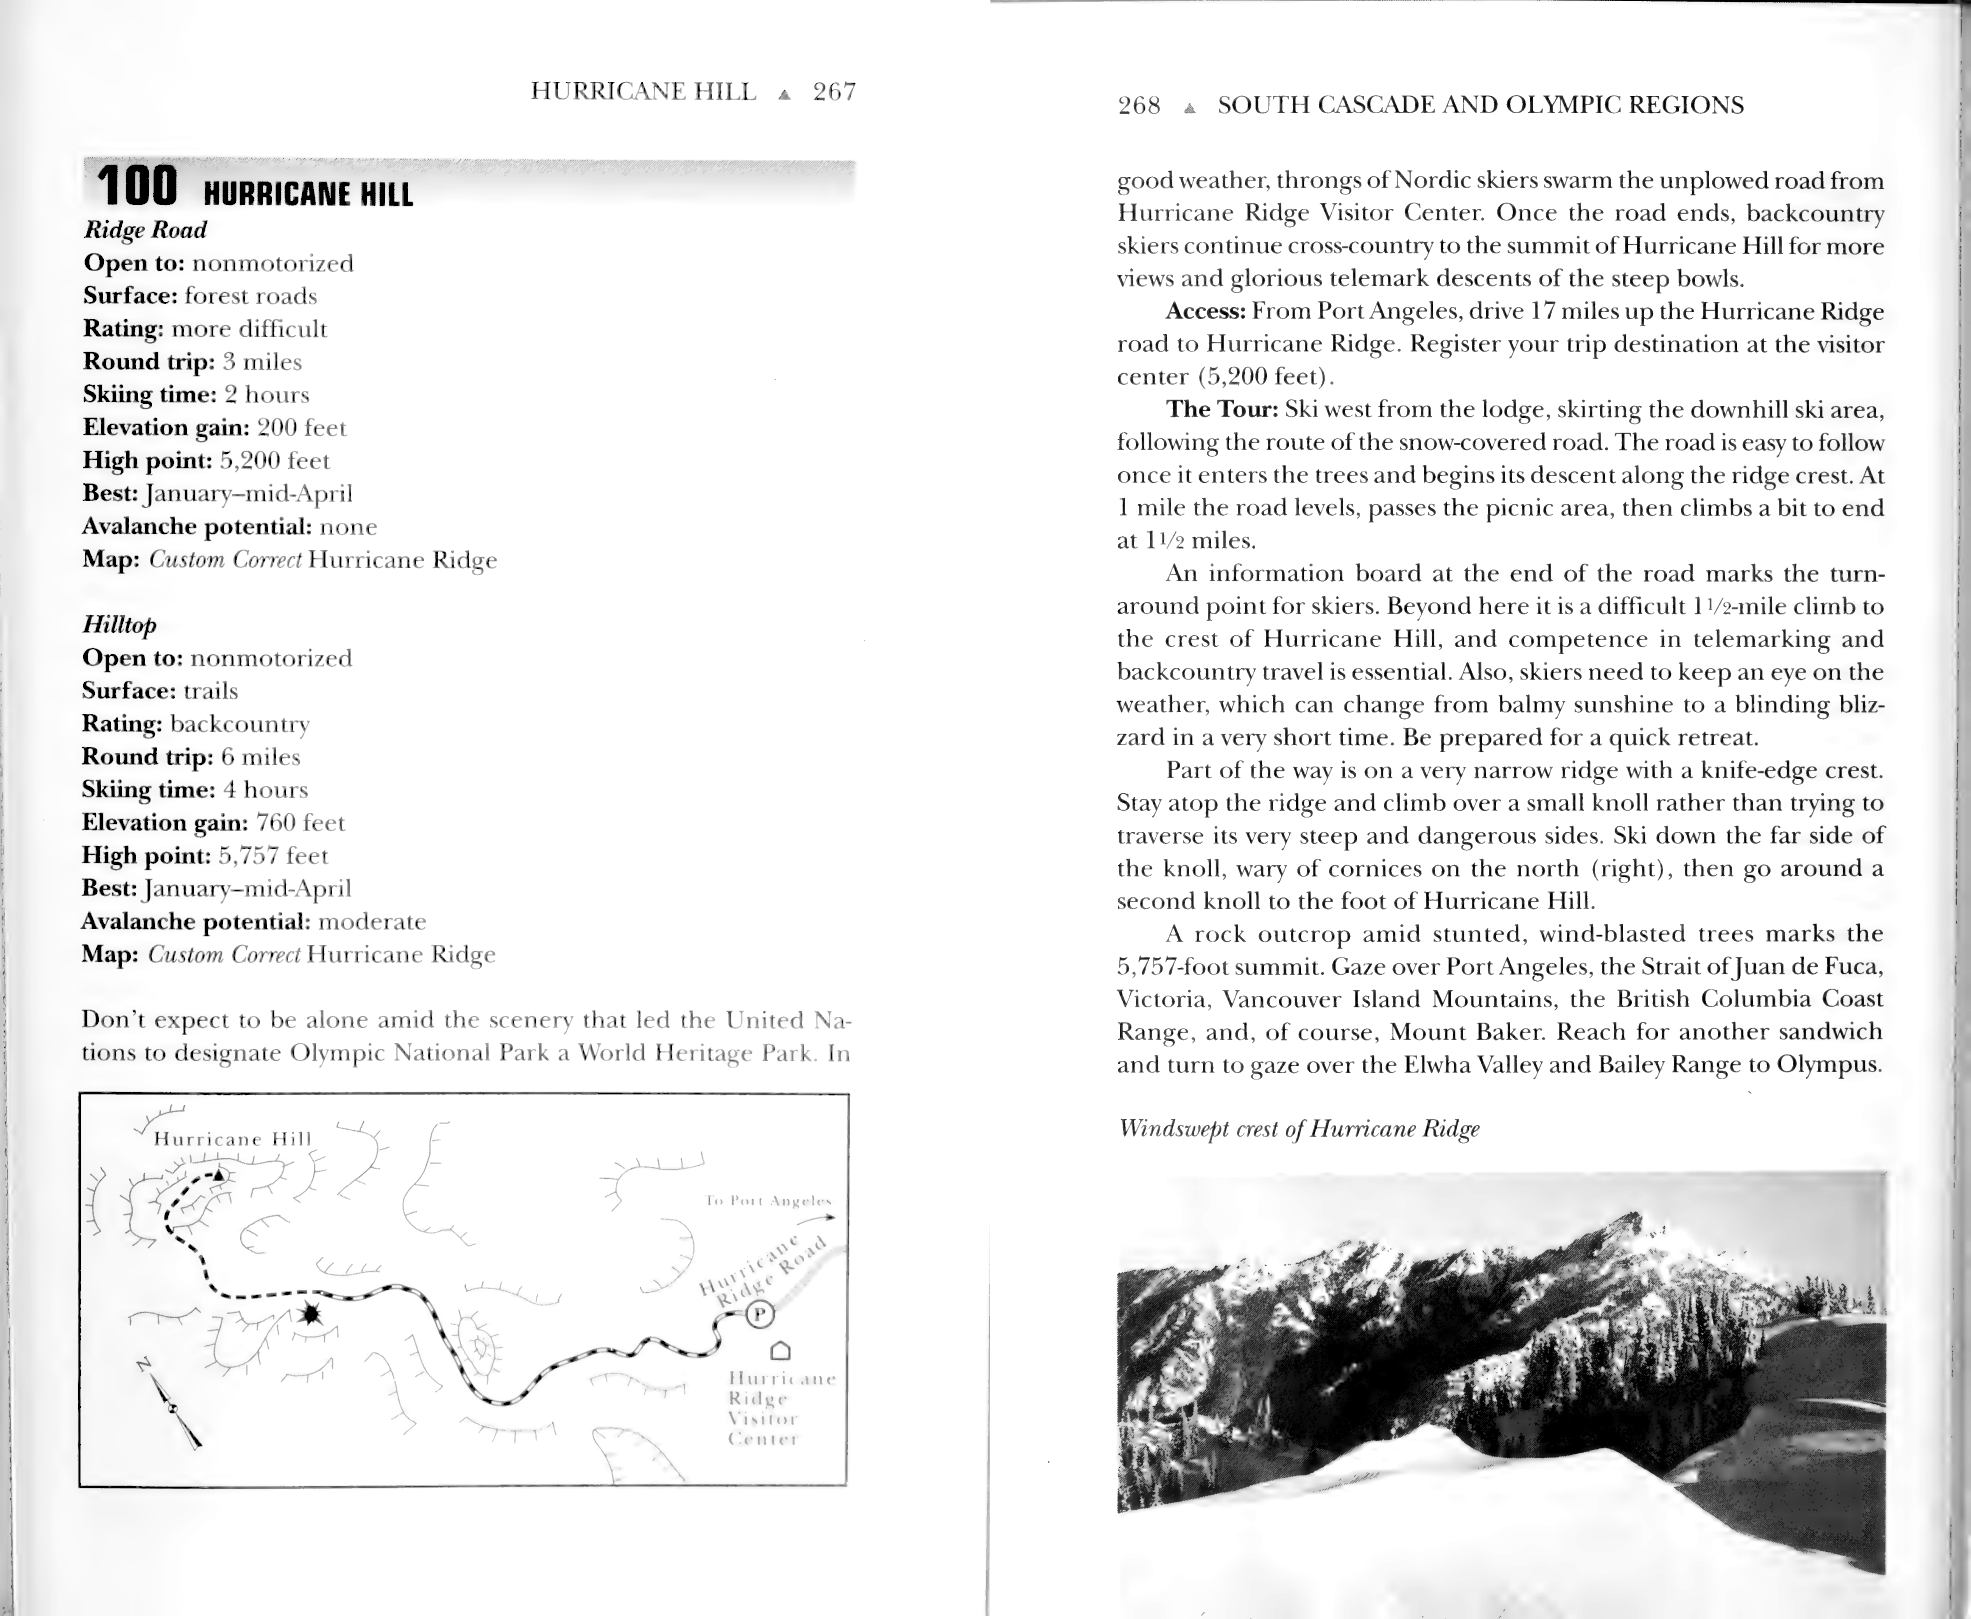 HURRICANE HILL ▲ 267
100 HURRICANE HILL
Ridge Road
Open to: nonmotorized
Surface: forest roads
Rating: more difficult
Round trip: 3 miles
Skiing time: 2 hours
Elevation gain: 200 feet
High point: 5,200 feet
Best: January–mid-April
Avalanche potential: none
Map: Custom Correct Hurricane Ridge
Hilltop
Open to: nonmotorized
Surface: trails
Rating: backcountry
Round trip: 6 miles
Skiing time: 4 hours
Elevation gain: 760 feet
High point: 5,757 feet
Best: January–mid-April
Avalanche potential: moderate
Map: Custom Correct Hurricane Ridge
Don't expect to be alone amid the scenery that led the United Na-
tions to designate Olympic National Park a World Heritage Park. In
Hurricane Hill
To Port Angeles
Hurricane
Ridge Road
P
Hurricane
Ridge
Visitor
Center
N
268 ▲ SOUTH CASCADE AND OLYMPIC REGIONS
good weather, throngs of Nordic skiers swarm the unplowed road from
Hurricane Ridge Visitor Center. Once the road ends, backcountry
skiers continue cross-country to the summit of Hurricane Hill for more
views and glorious telemark descents of the steep bowls.
Access: From Port Angeles, drive 17 miles up the Hurricane Ridge
road to Hurricane Ridge. Register your trip destination at the visitor
center (5,200 feet).
The Tour: Ski west from the lodge, skirting the downhill ski area,
following the route of the snow-covered road. The road is easy to follow
once it enters the trees and begins its descent along the ridge crest. At
1 mile the road levels, passes the picnic area, then climbs a bit to end
at 1 1/2 miles.
An information board at the end of the road marks the turn-
around point for skiers. Beyond here it is a difficult 1 1/2-mile climb to
the crest of Hurricane Hill, and competence in telemarking and
backcountry travel is essential. Also, skiers need to keep an eye on the
weather, which can change from balmy sunshine to a blinding bliz-
zard in a very short time. Be prepared for a quick retreat.
Part of the way is on a very narrow ridge with a knife-edge crest.
Stay atop the ridge and climb over a small knoll rather than trying to
traverse its very steep and dangerous sides. Ski down the far side of
the knoll, wary of cornices on the north (right), then go around a
second knoll to the foot of Hurricane Hill.
A rock outcrop amid stunted, wind-blasted trees marks the
5,757-foot summit. Gaze over Port Angeles, the Strait of Juan de Fuca,
Victoria, Vancouver Island Mountains, the British Columbia Coast
Range, and, of course, Mount Baker. Reach for another sandwich
and turn to gaze over the Elwha Valley and Bailey Range to Olympus.
Windswept crest of Hurricane Ridge